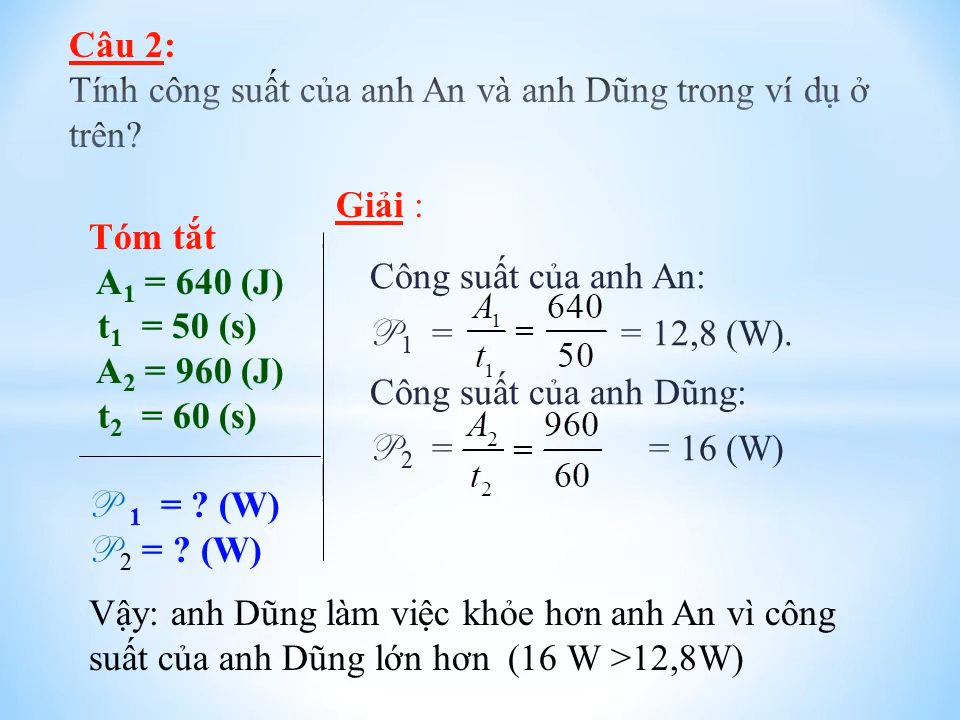 Câu 2:
Tính công suất của anh An và anh Dũng trong ví dụ ở
trên?
Giải :
Tóm tắt
A₁ = 640 (J)
t₁ = 50 (s)
A₂ = 960 (J)
t₂ = 60 (s)
𝒫₁ = ? (W)
𝒫₂ = ? (W)
Công suất của anh An:
𝒫₁ = A₁/t₁ = 640/50 = 12,8 (W).
Công suất của anh Dũng:
𝒫₂ = A₂/t₂ = 960/60 = 16 (W)
Vậy: anh Dũng làm việc khỏe hơn anh An vì công
suất của anh Dũng lớn hơn (16 W >12,8W)